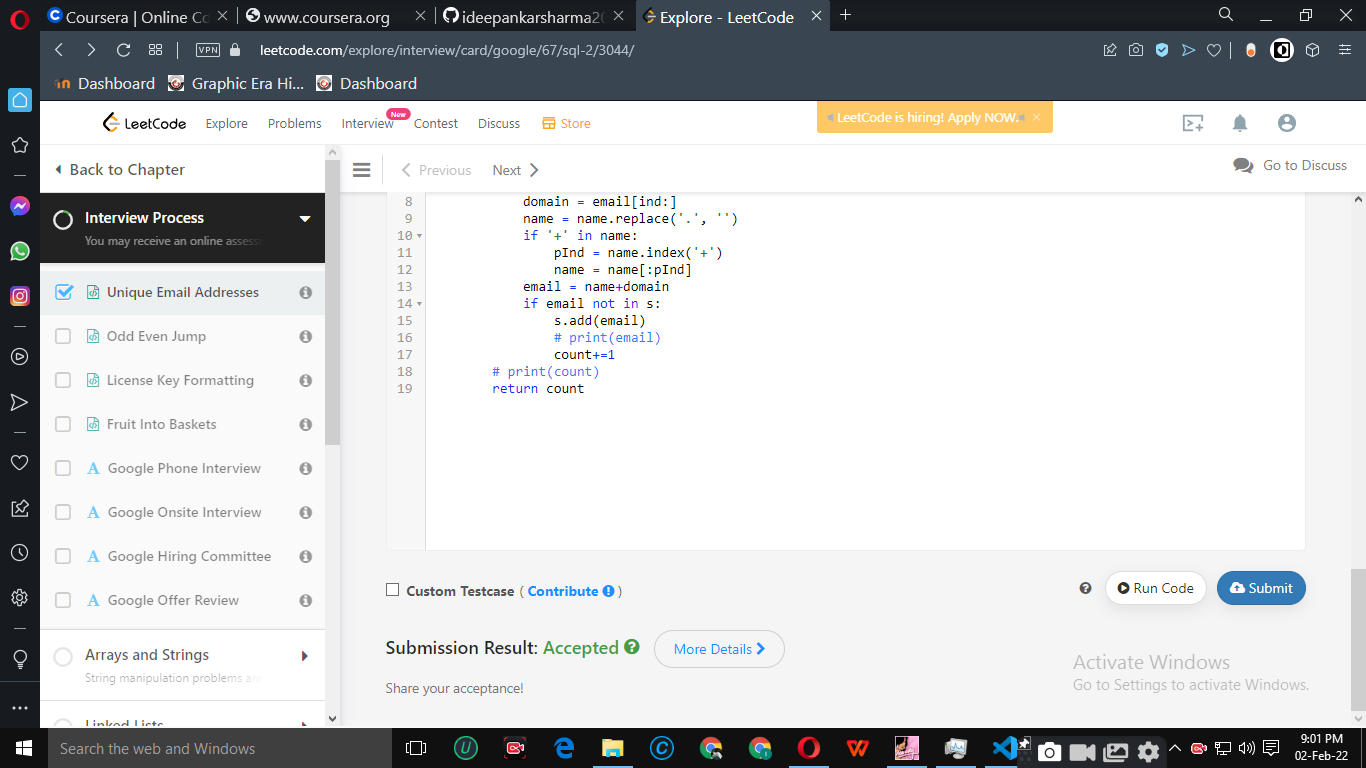 Coursera | Online Co
www.coursera.org
ideepankarsharma20
Explore - LeetCode
VPN
leetcode.com/explore/interview/card/google/67/sql-2/3044/
Dashboard
Graphic Era Hi...
Dashboard
LeetCode
Explore
Problems
Interview
New
Contest
Discuss
Store
LeetCode is hiring! Apply NOW.
Back to Chapter
Previous
Next
Go to Discuss
Interview Process
You may receive an online assess
Unique Email Addresses
Odd Even Jump
License Key Formatting
Fruit Into Baskets
A Google Phone Interview
A Google Onsite Interview
A Google Hiring Committee
A Google Offer Review
Arrays and Strings
String manipulation problems are
Linked Lists
8 domain = email[ind:]
9 name = name.replace('.', '')
10 if '+' in name:
11 pInd = name.index('+')
12 name = name[:pInd]
13 email = name+domain
14 if email not in s:
15 s.add(email)
16 # print(email)
17 count+=1
18 # print(count)
19 return count
Custom Testcase ( Contribute )
Run Code
Submit
Submission Result: Accepted
More Details
Share your acceptance!
Activate Windows
Go to Settings to activate Windows.
Search the web and Windows
9:01 PM
02-Feb-22